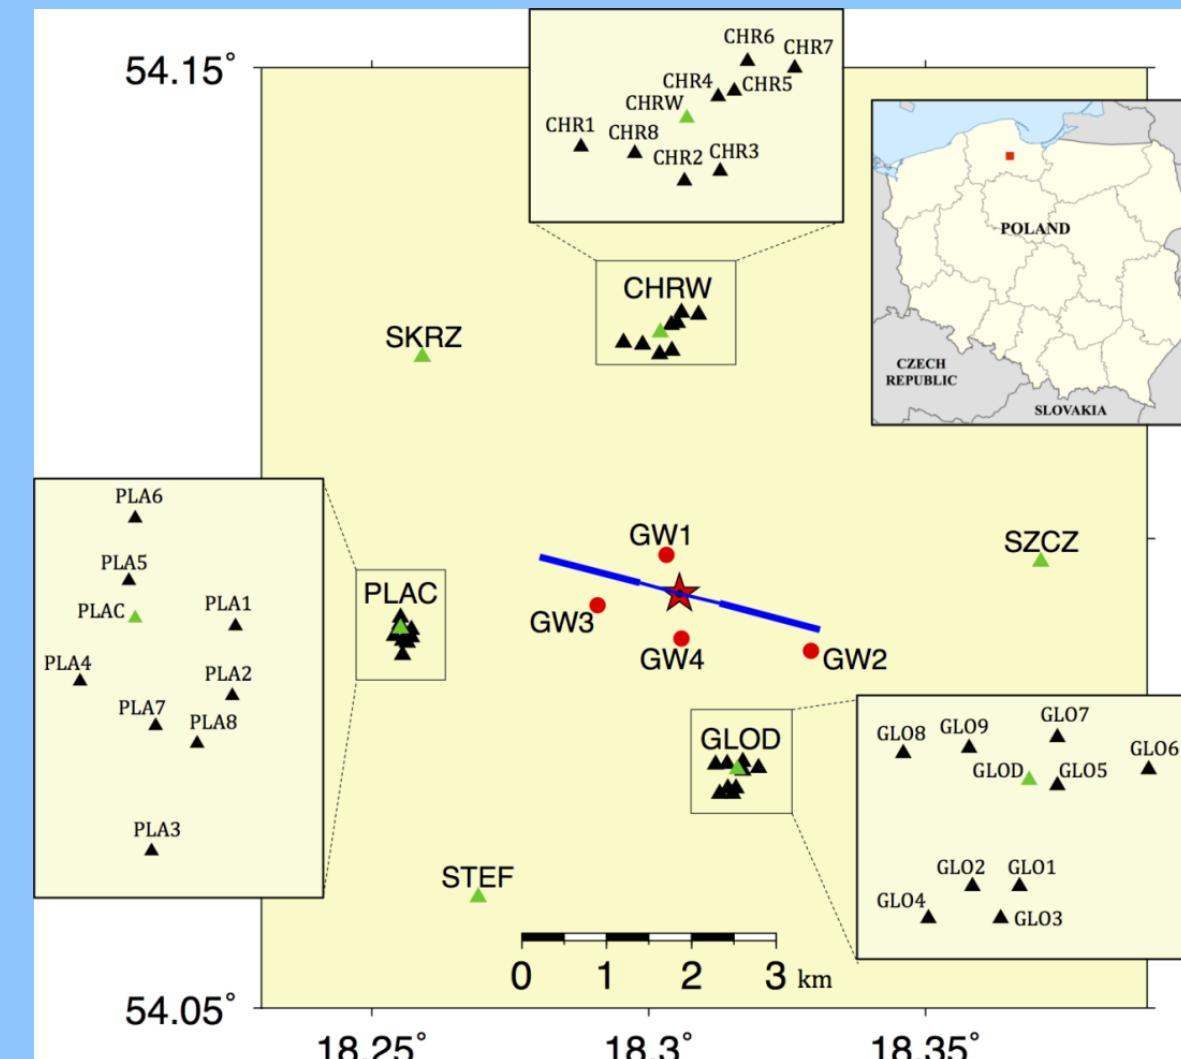 54.15°
CHR6
CHR7
CHR4
CHR5
CHRW
CHR1
CHR8
CHR2
CHR3
POLAND
CZECH
REPUBLIC
SLOVAKIA
CHRW
SKRZ
PLA6
PLA5
PLAC
PLA1
PLA4
PLA2
PLA7
PLA8
PLA3
PLAC
GW1
SZCZ
GW3
GW4
GW2
GLOD
GLO7
GLO8
GLO9
GLO6
GLOD
GLO5
GLO2
GLO1
GLO4
GLO3
STEF
0 1 2 3 km
54.05°
18.25° 18.3° 18.35°